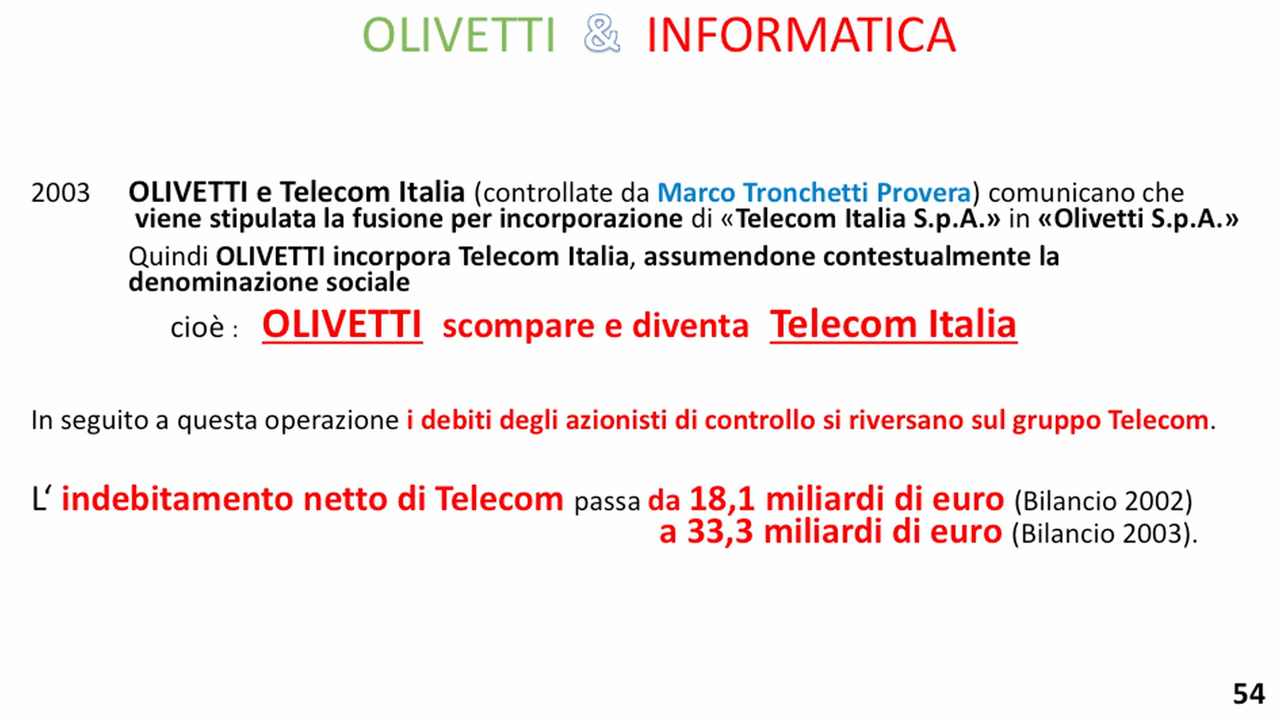 OLIVETTI & INFORMATICA
2003 OLIVETTI e Telecom Italia (controllate da Marco Tronchetti Provera) comunicano che
viene stipulata la fusione per incorporazione di «Telecom Italia S.p.A.» in «Olivetti S.p.A.»
Quindi OLIVETTI incorpora Telecom Italia, assumendone contestualmente la
denominazione sociale
cioè : OLIVETTI scompare e diventa Telecom Italia
In seguito a questa operazione i debiti degli azionisti di controllo si riversano sul gruppo Telecom.
L‘ indebitamento netto di Telecom passa da 18,1 miliardi di euro (Bilancio 2002)
a 33,3 miliardi di euro (Bilancio 2003).
54